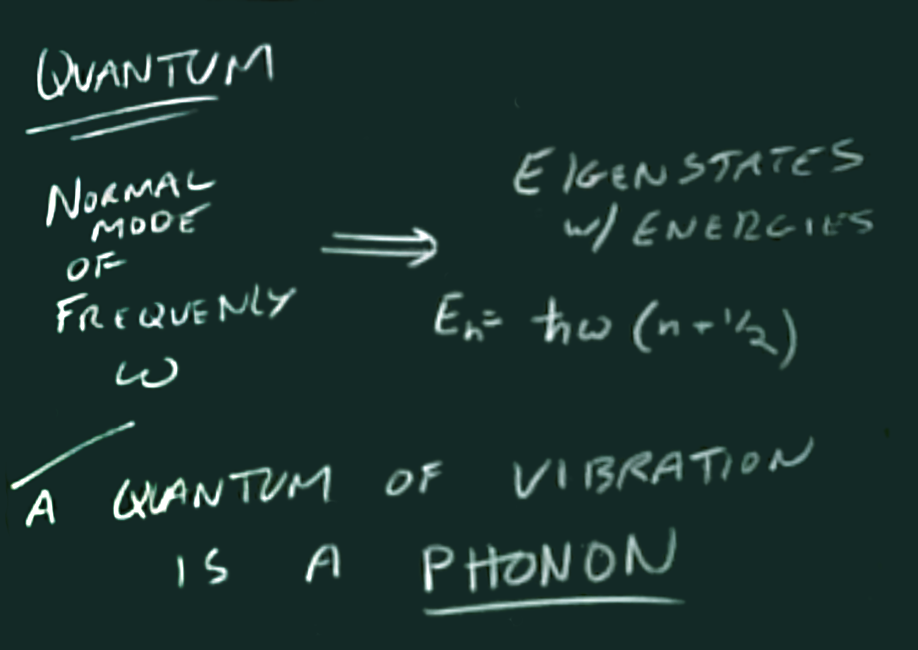 QUANTUM
NORMAL
MODE
OF
FREQUENCY
ω
EIGENSTATES
w/ ENERGIES
Eₙ = ħω (n + 1/2)
A QUANTUM OF VIBRATION
IS A PHONON